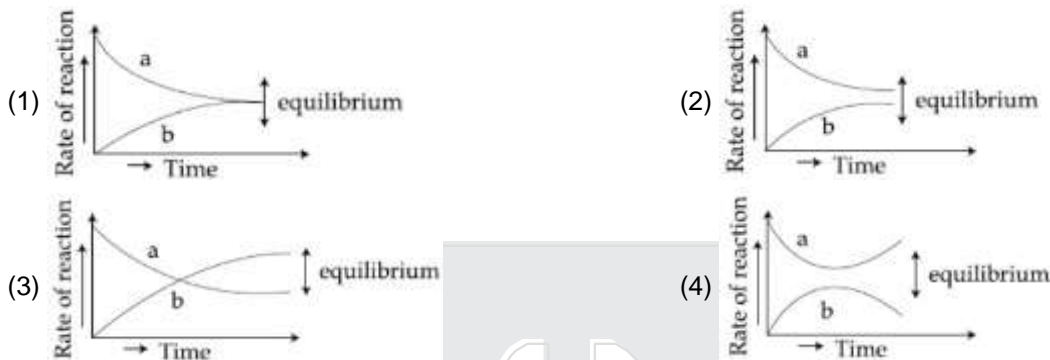 (1)
Rate of reaction
a
b
equilibrium
Time
(2)
Rate of reaction
a
b
equilibrium
Time
(3)
Rate of reaction
a
b
equilibrium
Time
(4)
Rate of reaction
a
b
equilibrium
Time